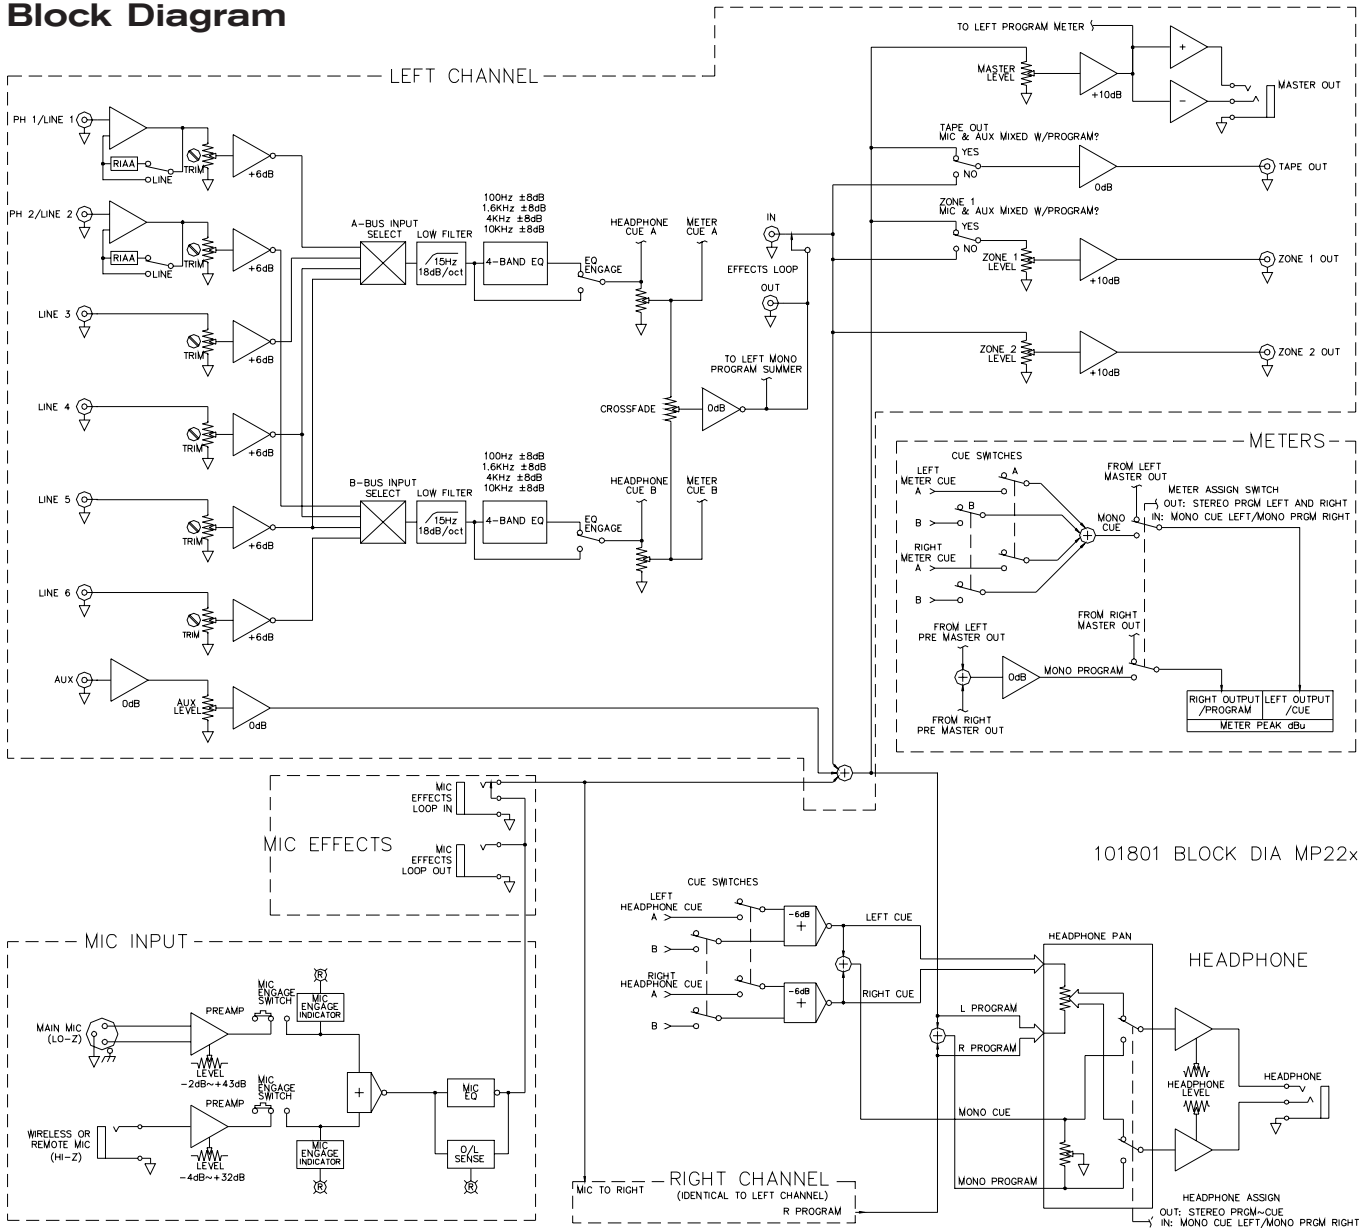 Block Diagram
LEFT CHANNEL
PH 1/LINE 1
RIAA
LINE
TRIM
+6dB
PH 2/LINE 2
RIAA
LINE
TRIM
+6dB
LINE 3
TRIM
+6dB
LINE 4
TRIM
+6dB
LINE 5
TRIM
+6dB
LINE 6
TRIM
+6dB
AUX
0dB
AUX
LEVEL
0dB
A-BUS INPUT
SELECT
LOW FILTER
15Hz
18dB/oct
100Hz ±8dB
1.6KHz ±8dB
4KHz ±8dB
10KHz ±8dB
4-BAND EQ
EQ
ENGAGE
HEADPHONE
CUE A
METER
CUE A
B-BUS INPUT
SELECT
LOW FILTER
15Hz
18dB/oct
100Hz ±8dB
1.6KHz ±8dB
4KHz ±8dB
10KHz ±8dB
4-BAND EQ
EQ
ENGAGE
HEADPHONE
CUE B
METER
CUE B
CROSSFADE
0dB
TO LEFT MONO
PROGRAM SUMMER
IN
EFFECTS LOOP
OUT
TO LEFT PROGRAM METER
MASTER
LEVEL
+10dB
+
−
MASTER OUT
TAPE OUT
MIC & AUX MIXED W/PROGRAM?
YES
NO
0dB
TAPE OUT
ZONE 1
MIC & AUX MIXED W/PROGRAM?
YES
NO
ZONE 1
LEVEL
+10dB
ZONE 1 OUT
ZONE 2
LEVEL
+10dB
ZONE 2 OUT
METERS
CUE SWITCHES
LEFT
METER CUE
A
B
A
B
RIGHT
METER CUE
A
B
MONO
CUE
FROM LEFT
MASTER OUT
METER ASSIGN SWITCH
OUT: STEREO PRGM LEFT AND RIGHT
IN: MONO CUE LEFT/MONO PRGM RIGHT
FROM RIGHT
MASTER OUT
FROM LEFT
PRE MASTER OUT
0dB
MONO PROGRAM
FROM RIGHT
PRE MASTER OUT
RIGHT OUTPUT
/PROGRAM
LEFT OUTPUT
/CUE
METER PEAK dBu
MIC EFFECTS
MIC
EFFECTS
LOOP IN
MIC
EFFECTS
LOOP OUT
101801 BLOCK DIA MP22x
MIC INPUT
MAIN MIC
(LO-Z)
PREAMP
LEVEL
-2dB~+43dB
MIC
ENGAGE
SWITCH
R
MIC
ENGAGE
INDICATOR
WIRELESS OR
REMOTE MIC
(HI-Z)
PREAMP
LEVEL
-4dB~+32dB
MIC
ENGAGE
SWITCH
MIC
ENGAGE
INDICATOR
R
+
MIC
EQ
O/L
SENSE
R
CUE SWITCHES
LEFT
HEADPHONE CUE
A
B
RIGHT
HEADPHONE CUE
A
B
-6dB
+
-6dB
+
LEFT CUE
RIGHT CUE
L PROGRAM
R PROGRAM
MONO CUE
MONO PROGRAM
HEADPHONE PAN
HEADPHONE
HEADPHONE
LEVEL
HEADPHONE
HEADPHONE ASSIGN
OUT: STEREO PRGM~CUE
IN: MONO CUE LEFT/MONO PRGM RIGHT
RIGHT CHANNEL
(IDENTICAL TO LEFT CHANNEL)
MIC TO RIGHT
R PROGRAM